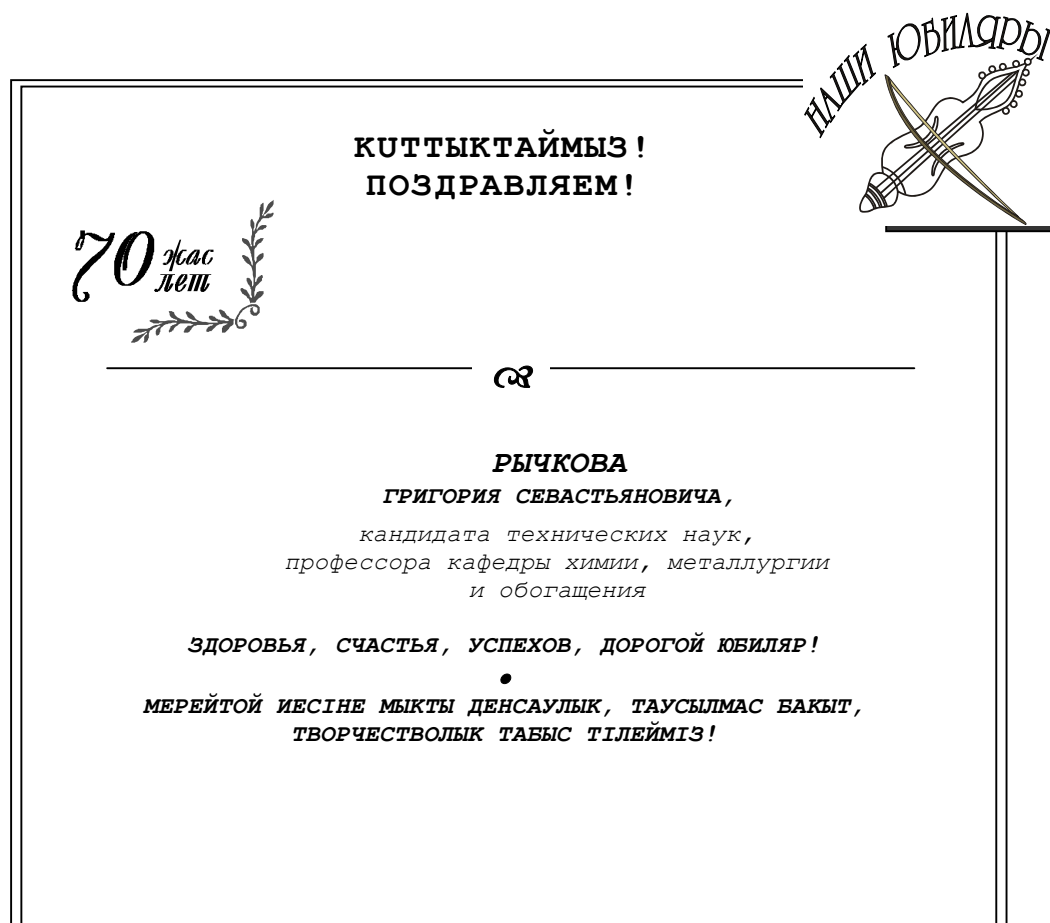 НАШИ ЮБИЛЯРЫ
КUТТЫКТАЙМЫЗ!
ПОЗДРАВЛЯЕМ!
70 жас
лет
РЫЧКОВА
ГРИГОРИЯ СЕВАСТЬЯНОВИЧА,
кандидата технических наук,
профессора кафедры химии, металлургии
и обогащения
ЗДОРОВЬЯ, СЧАСТЬЯ, УСПЕХОВ, ДОРОГОЙ ЮБИЛЯР!
•
МЕРЕЙТОЙ ИЕСІНЕ МЫКТЫ ДЕНСАУЛЫК, ТАУСЫЛМАС БАКЫТ,
ТВОРЧЕСТВОЛЫК ТАБЫС ТІЛЕЙМІЗ!